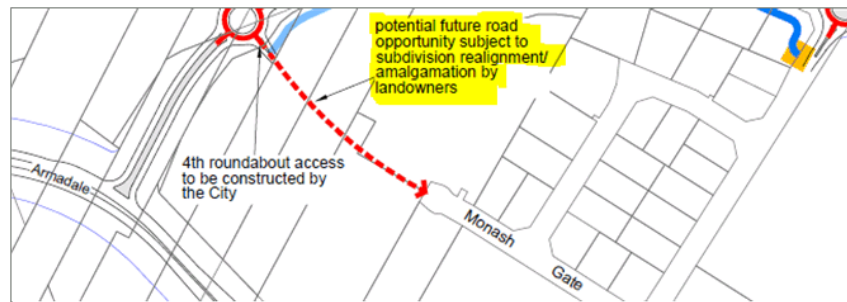 potential future road
opportunity subject to
subdivision realignment/
amalgamation by
landowners
4th roundabout access
to be constructed by
the City
Armadale
Monash
Gate